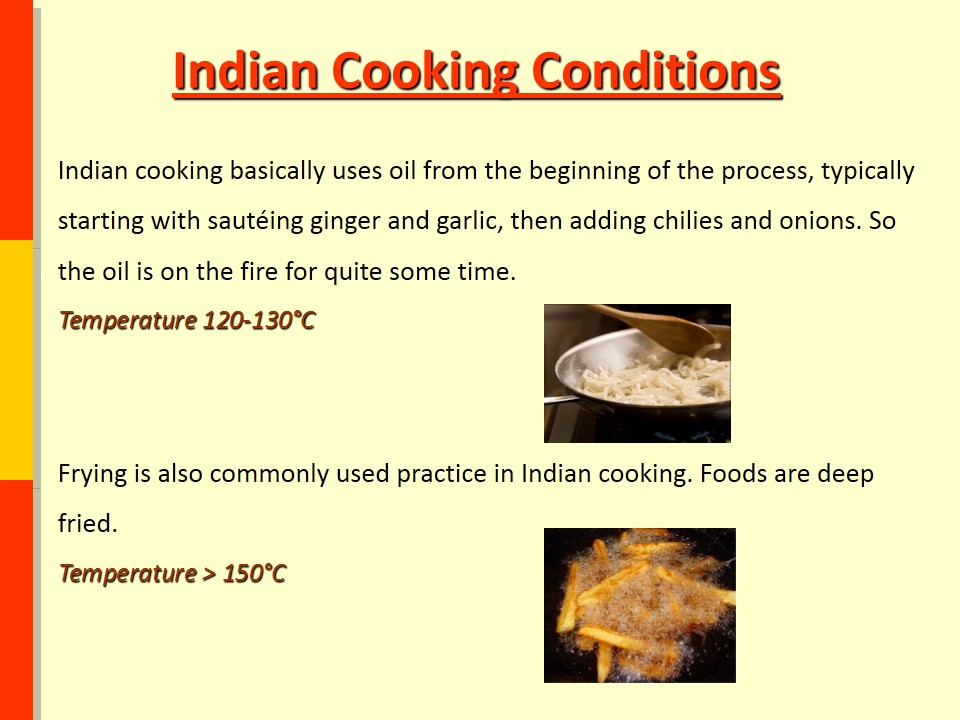 Indian Cooking Conditions
Indian cooking basically uses oil from the beginning of the process, typically
starting with sautéing ginger and garlic, then adding chilies and onions. So
the oil is on the fire for quite some time.
Temperature 120-130°C
Frying is also commonly used practice in Indian cooking. Foods are deep
fried.
Temperature > 150°C